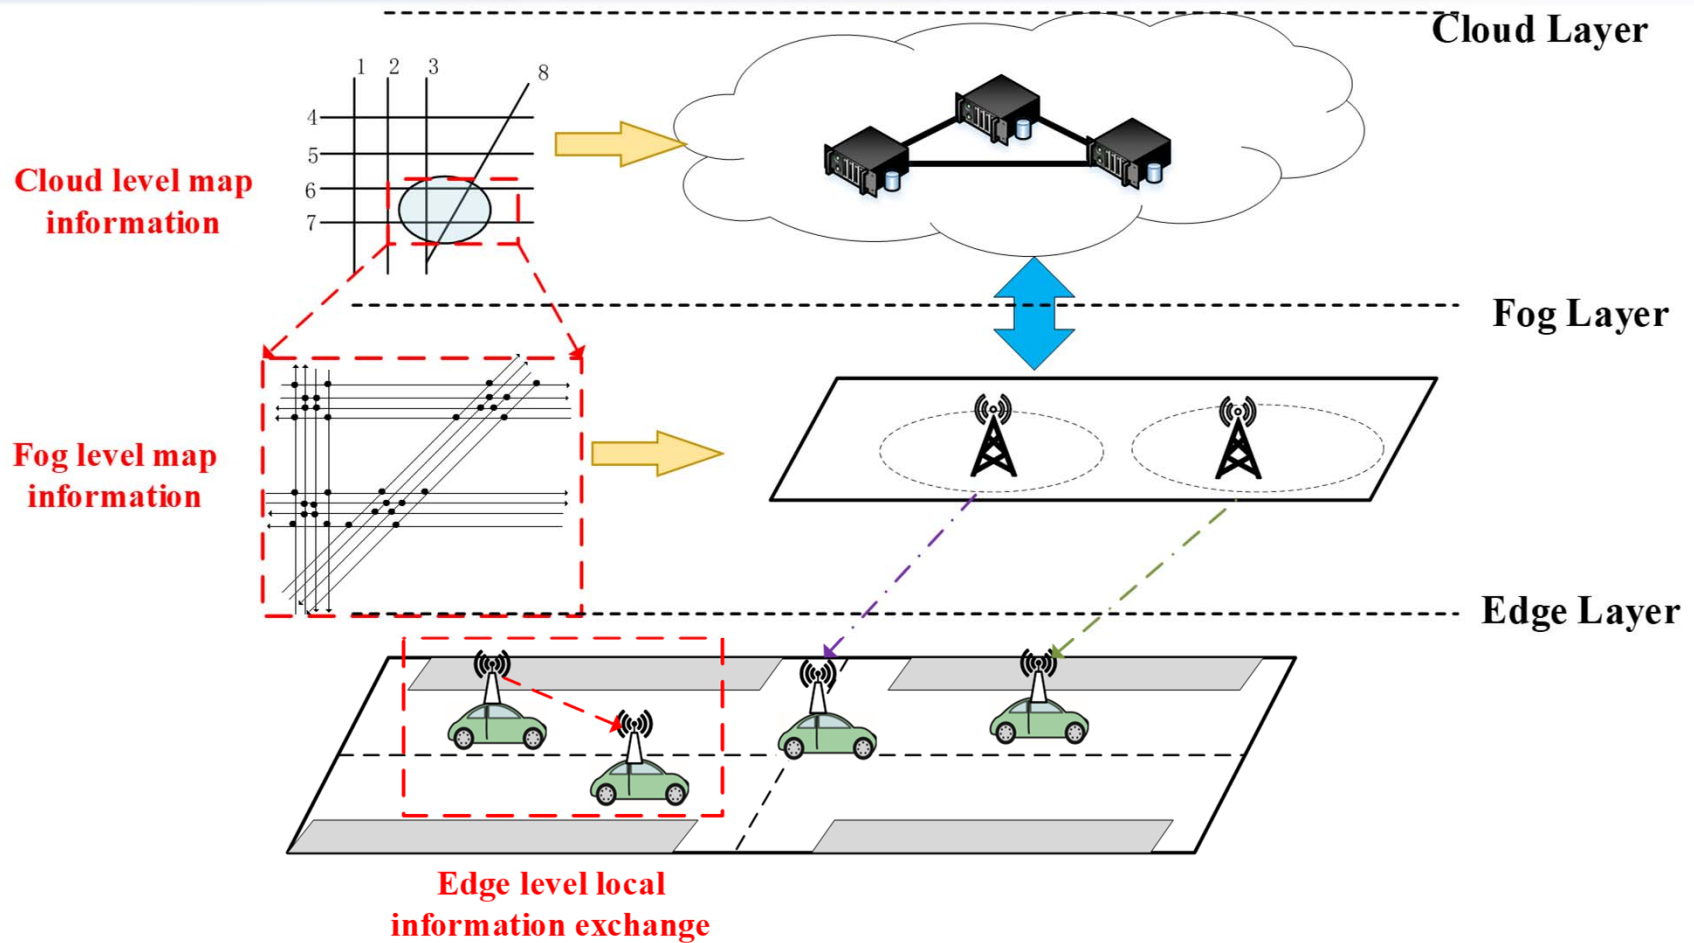 Cloud Layer
1 2 3 8
4
5
6
7
Cloud level map
information
Fog Layer
Fog level map
information
Edge Layer
Edge level local
information exchange